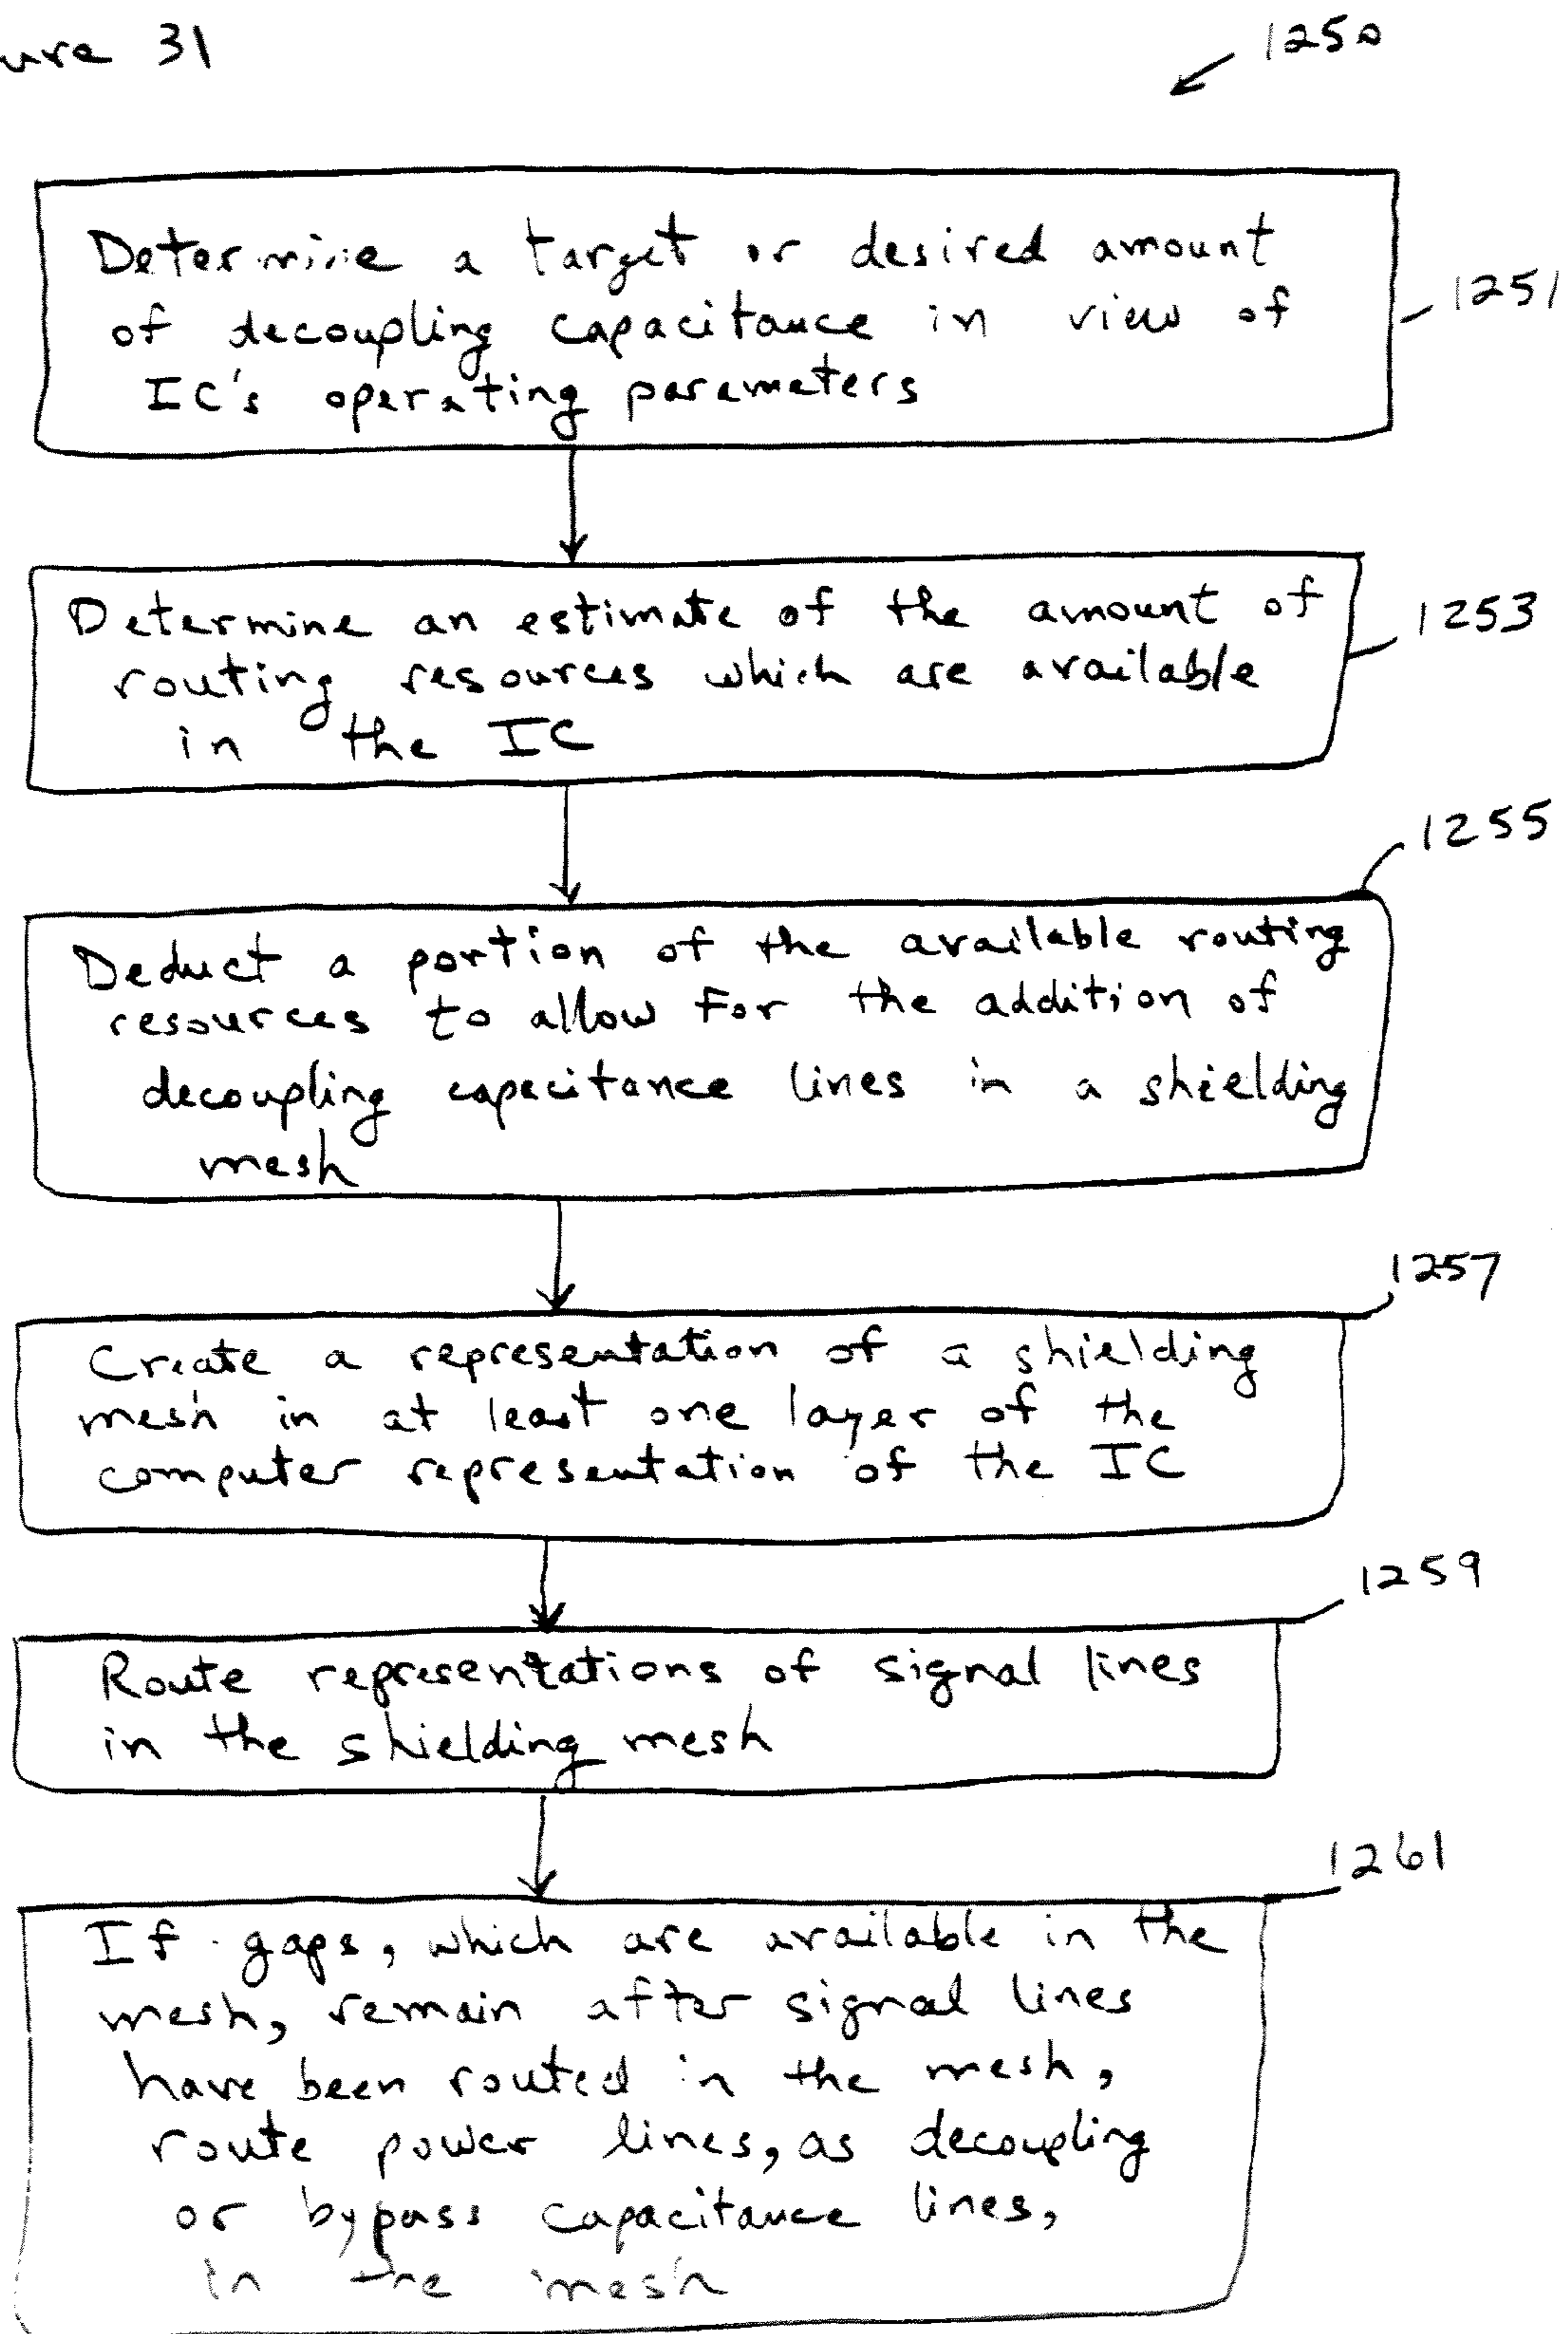 ure 31
1250
Determine a target or desired amount
of decoupling capacitance in view of
IC's operating parameters
1251
Determine an estimate of the amount of
routing resources which are available
in the IC
1253
Deduct a portion of the available routing
resources to allow for the addition of
decoupling capacitance lines in a shielding
mesh
1255
Create a representation of a shielding
mesh in at least one layer of the
computer representation of the IC
1257
Route representations of signal lines
in the shielding mesh
1259
If gaps, which are available in the
mesh, remain after signal lines
have been routed in the mesh,
route power lines, as decoupling
or bypass capacitance lines,
in the mesh
1261